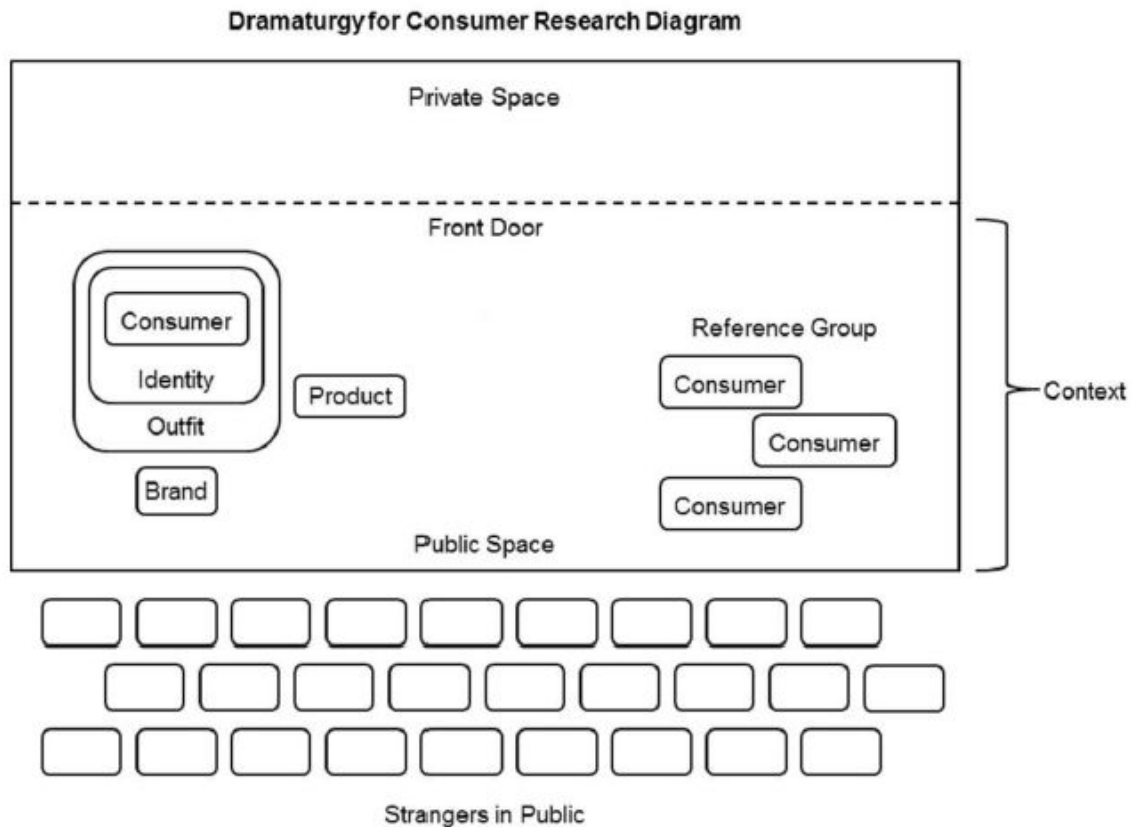 Dramaturgy for Consumer Research Diagram
Private Space
Front Door
Consumer
Identity
Outfit
Product
Brand
Reference Group
Consumer
Consumer
Consumer
Context
Public Space
Strangers in Public